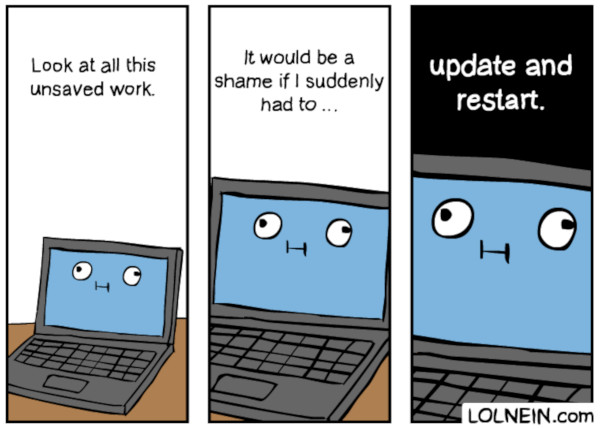 Look at all this
unsaved work.
It would be a
shame if I suddenly
had to ...
update and
restart.
LOLNEIN.com